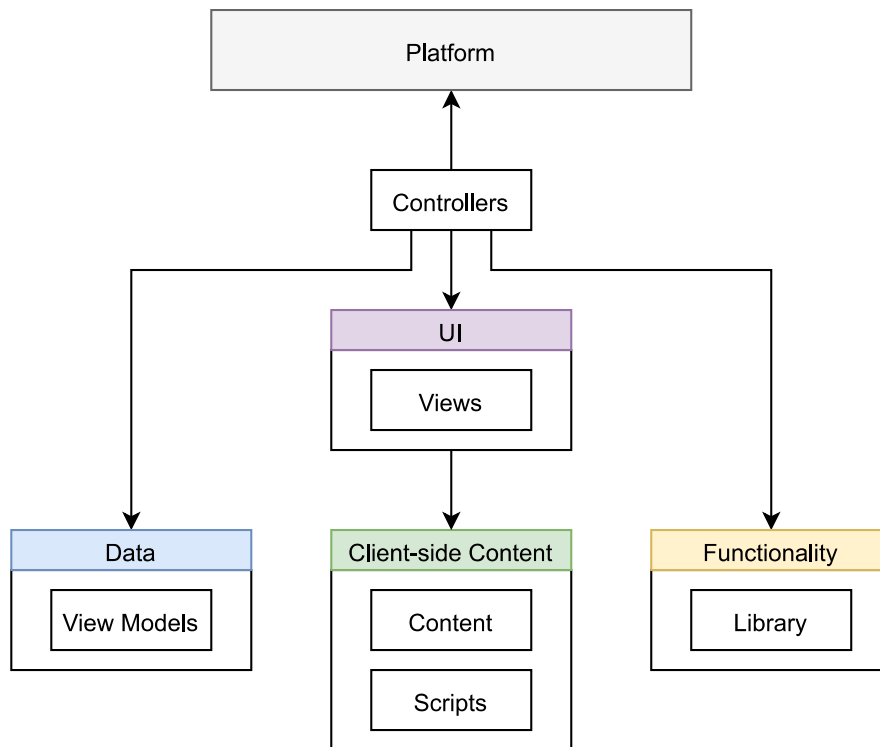 Platform
Controllers
UI
Views
Data
Client-side Content
Functionality
View Models
Content
Library
Scripts